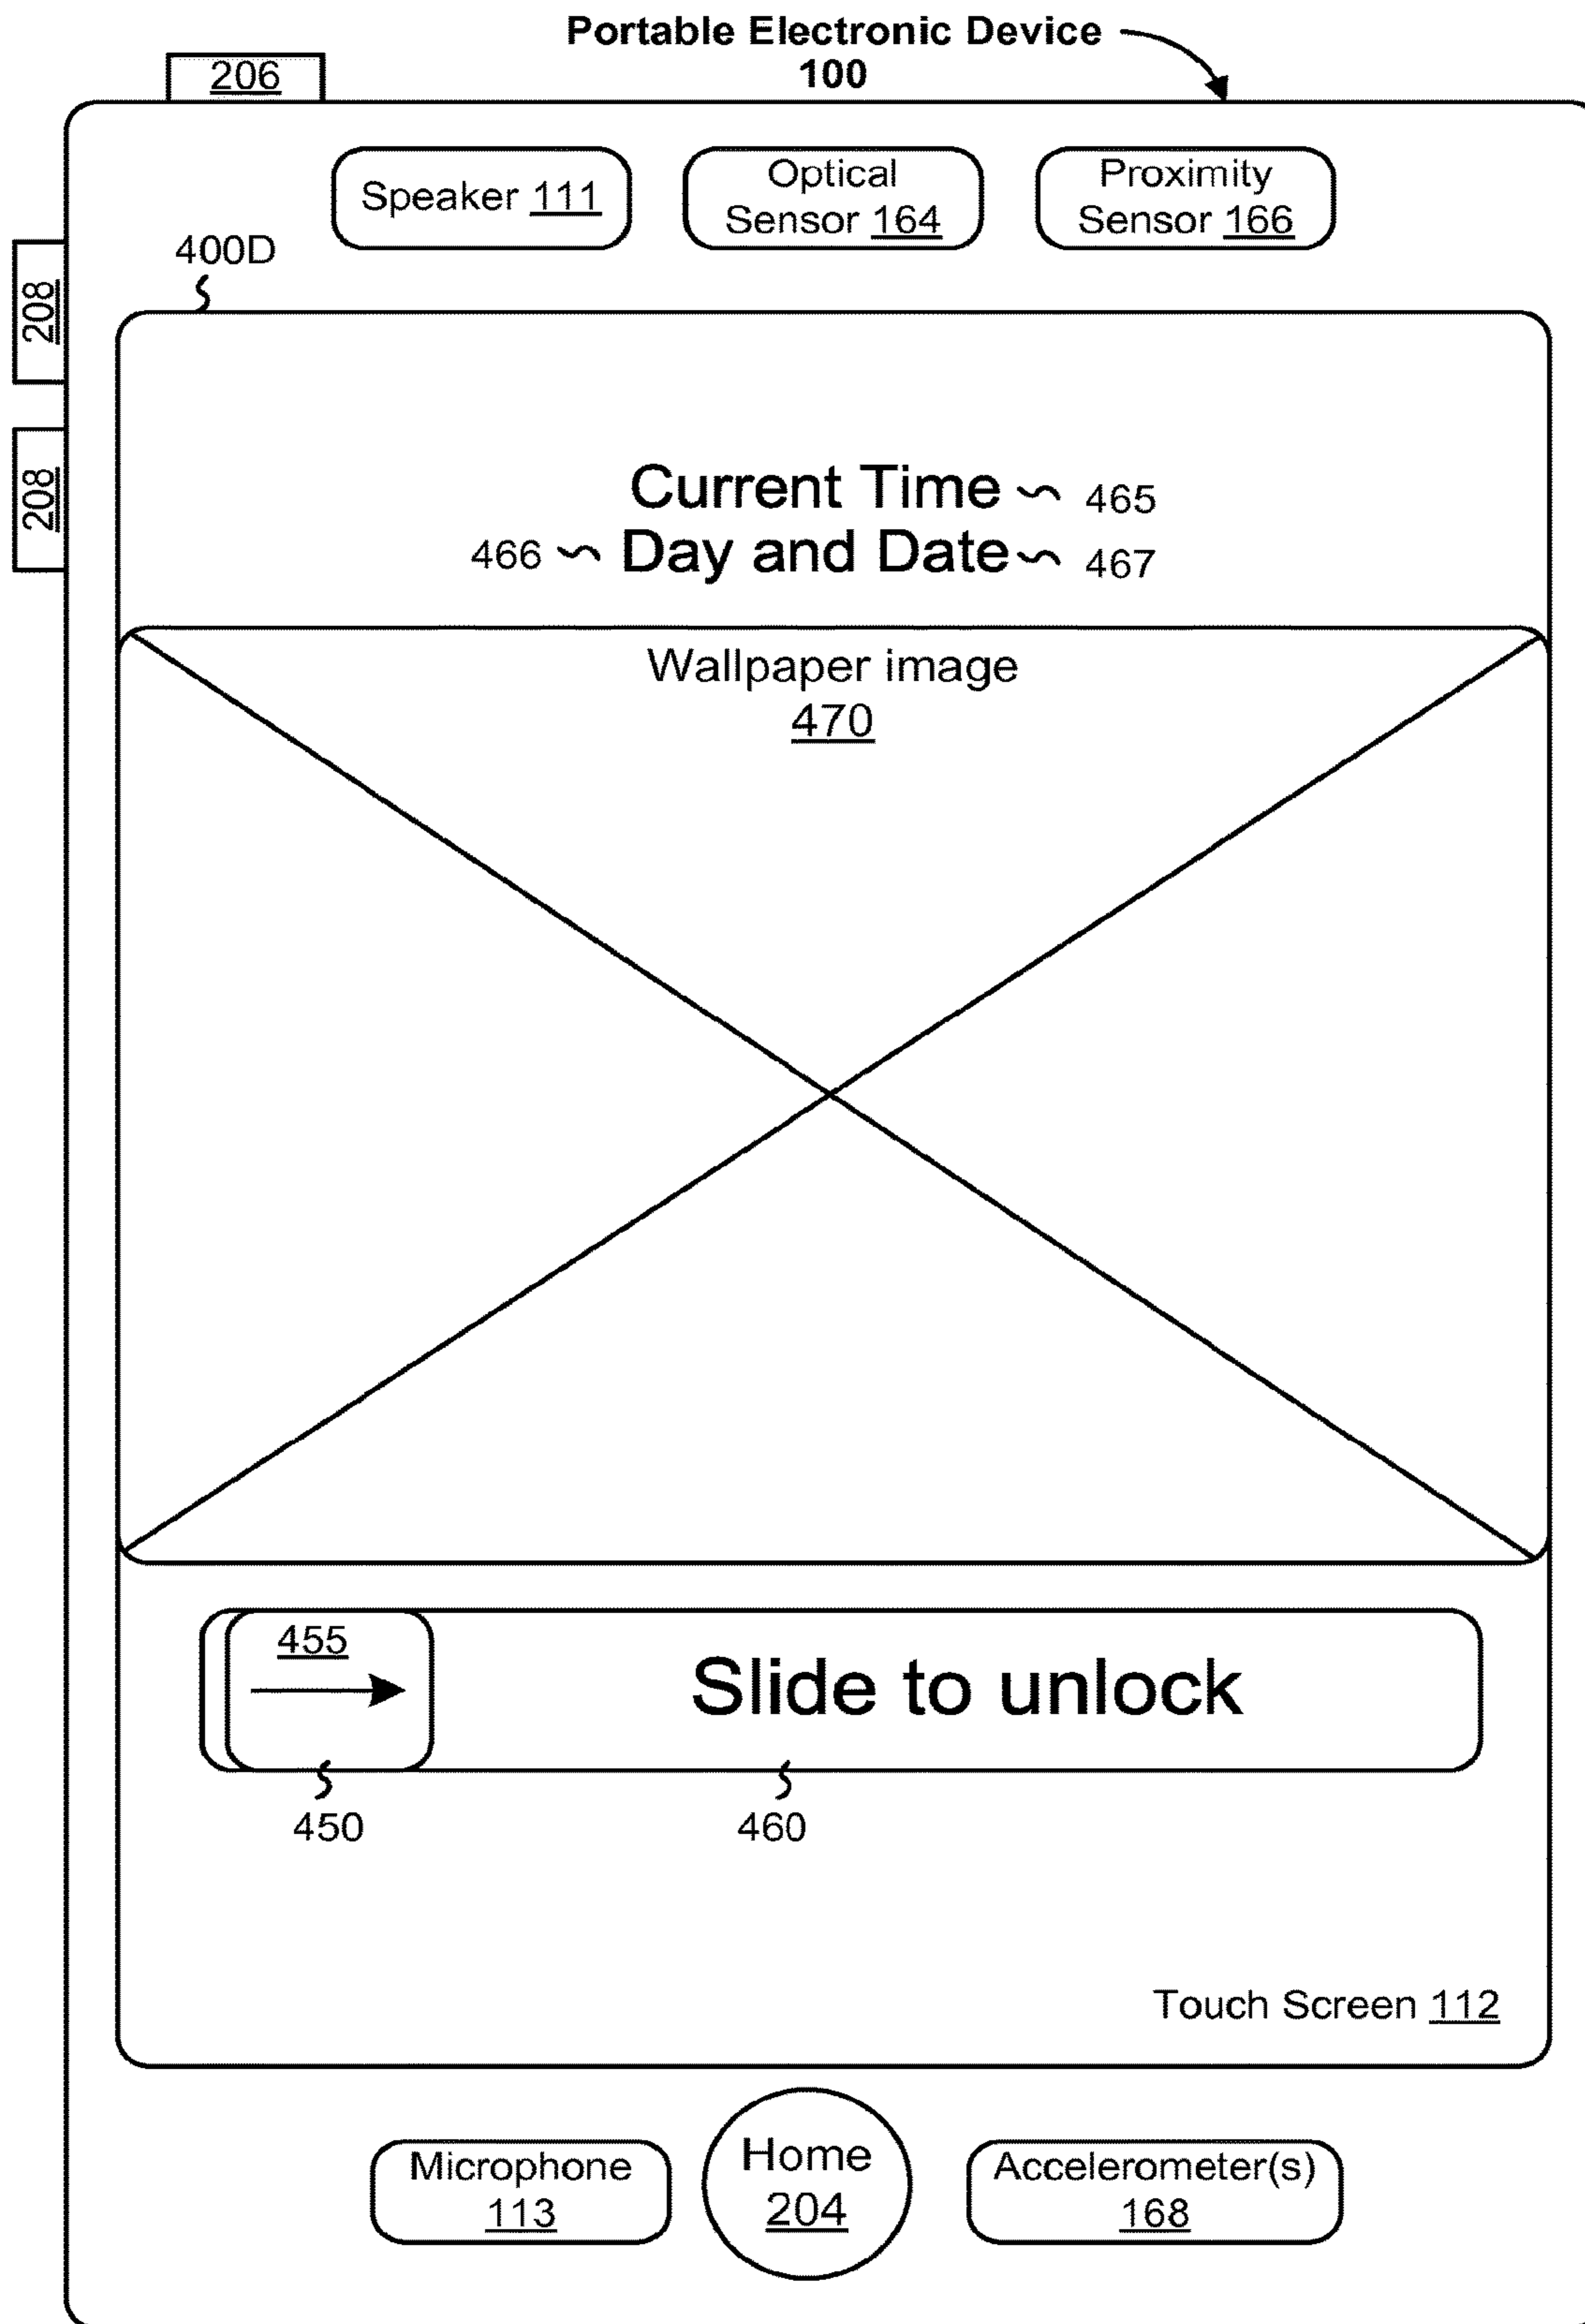 Portable Electronic Device
100
206
Speaker 111
Optical
Sensor 164
Proximity
Sensor 166
400D
208
208
Current Time 465
466 Day and Date 467
Wallpaper image
470
455
Slide to unlock
450
460
Touch Screen 112
Microphone
113
Home
204
Accelerometer(s)
168